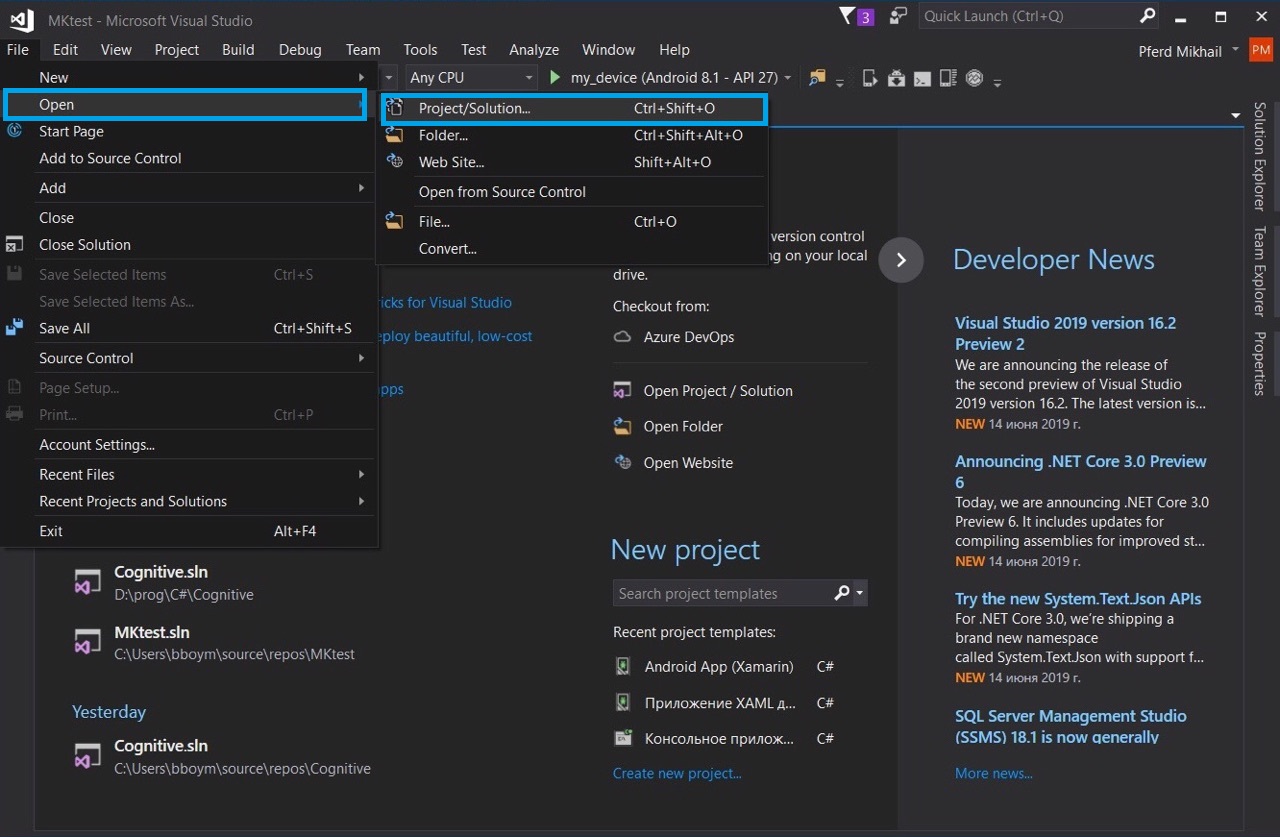 MKtest - Microsoft Visual Studio
3
Quick Launch (Ctrl+Q)
File Edit View Project Build Debug Team Tools Test Analyze Window Help
Pferd Mikhail
PM
Any CPU
my_device (Android 8.1 - API 27)
New
Open
Start Page
Add to Source Control
Add
Close
Close Solution
Save Selected Items Ctrl+S
Save Selected Items As...
Save All Ctrl+Shift+S
Source Control
Page Setup...
Print... Ctrl+P
Account Settings...
Recent Files
Recent Projects and Solutions
Exit Alt+F4
Project/Solution... Ctrl+Shift+O
Folder... Ctrl+Shift+Alt+O
Web Site... Shift+Alt+O
Open from Source Control
File... Ctrl+O
Convert...
for Visual Studio
beautiful, low-cost
Cognitive.sln
D:\prog\C#\Cognitive
MKtest.sln
C:\Users\bboym\source\repos\MKtest
Yesterday
Cognitive.sln
C:\Users\bboym\source\repos\Cognitive
version control
on your local
drive.
Checkout from:
Azure DevOps
Open Project / Solution
Open Folder
Open Website
New project
Search project templates
Recent project templates:
Android App (Xamarin) C#
Приложение XAML д... C#
Консольное прилож... C#
Create new project...
Developer News
Visual Studio 2019 version 16.2
Preview 2
We are announcing the release of
the second preview of Visual Studio
2019 version 16.2. The latest version is...
NEW 14 июня 2019 г.
Announcing .NET Core 3.0 Preview
6
Today, we are announcing .NET Core 3.0
Preview 6. It includes updates for
compiling assemblies for improved st...
NEW 14 июня 2019 г.
Try the new System.Text.Json APIs
For .NET Core 3.0, we're shipping a
brand new namespace
called System.Text.Json with support f...
NEW 14 июня 2019 г.
SQL Server Management Studio
(SSMS) 18.1 is now generally
More news...
Solution Explorer
Team Explorer
Properties